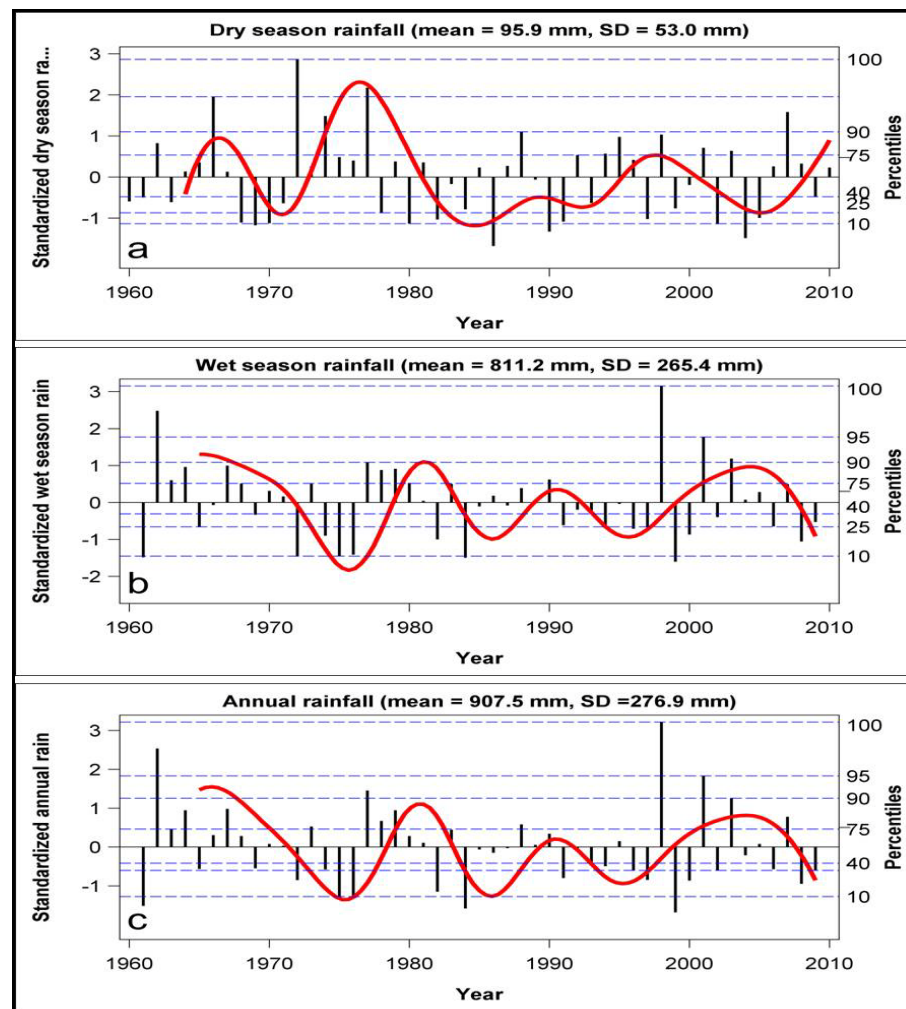 Dry season rainfall (mean = 95.9 mm, SD = 53.0 mm)
Standardized dry season ra...
3
2
1
0
-1
100
90
75
40
25
10
Percentiles
a
1960 1970 1980 1990 2000 2010
Year
Wet season rainfall (mean = 811.2 mm, SD = 265.4 mm)
Standardized wet season rain
3
2
1
0
-1
-2
100
95
90
75
40
25
10
Percentiles
b
1960 1970 1980 1990 2000 2010
Year
Annual rainfall (mean = 907.5 mm, SD =276.9 mm)
Standardized annual rain
3
2
1
0
-1
100
95
90
75
40
10
Percentiles
c
1960 1970 1980 1990 2000 2010
Year